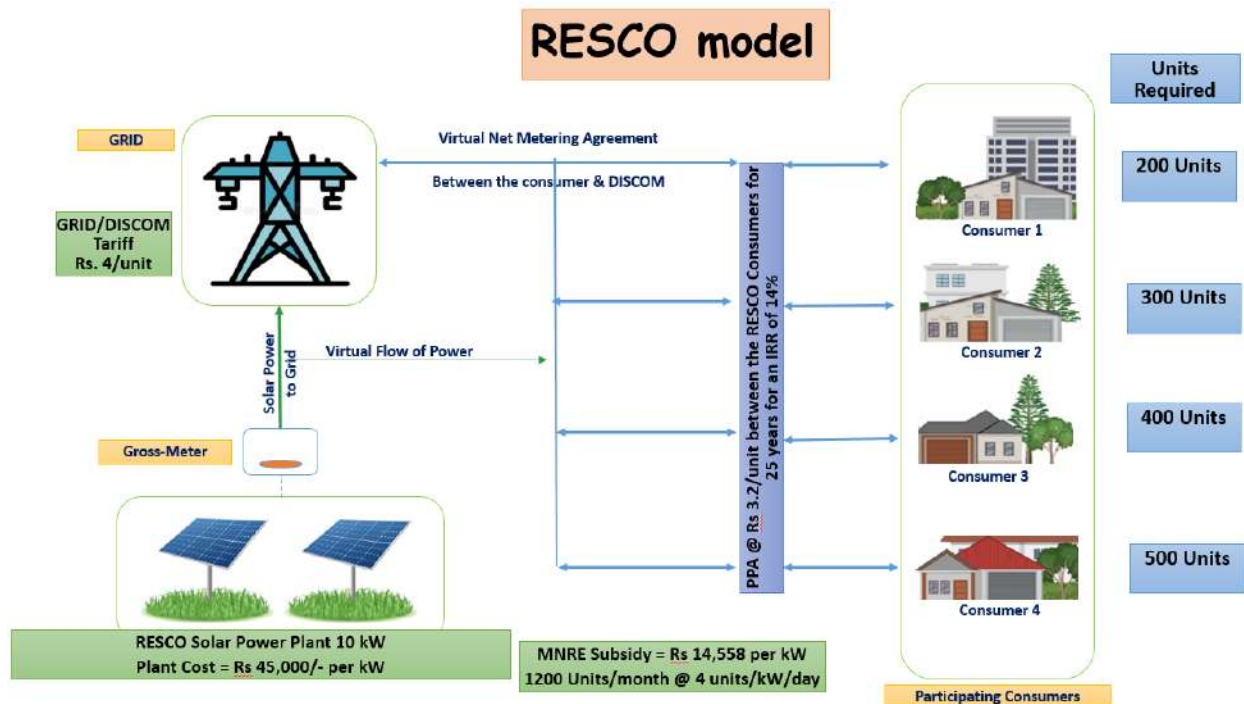 RESCO model
Units
Required
GRID
Virtual Net Metering Agreement
Between the consumer & DISCOM
GRID/DISCOM
Tariff
Rs. 4/unit
Consumer 1
200 Units
Consumer 2
300 Units
Virtual Flow of Power
Solar Power
to Grid
PPA @ Rs 3.2/unit between the RESCO Consumers for
25 years for an IRR of 14%
Consumer 3
400 Units
Gross-Meter
Consumer 4
500 Units
RESCO Solar Power Plant 10 kW
Plant Cost = Rs 45,000/- per kW
MNRE Subsidy = Rs 14,558 per kW
1200 Units/month @ 4 units/kW/day
Participating Consumers